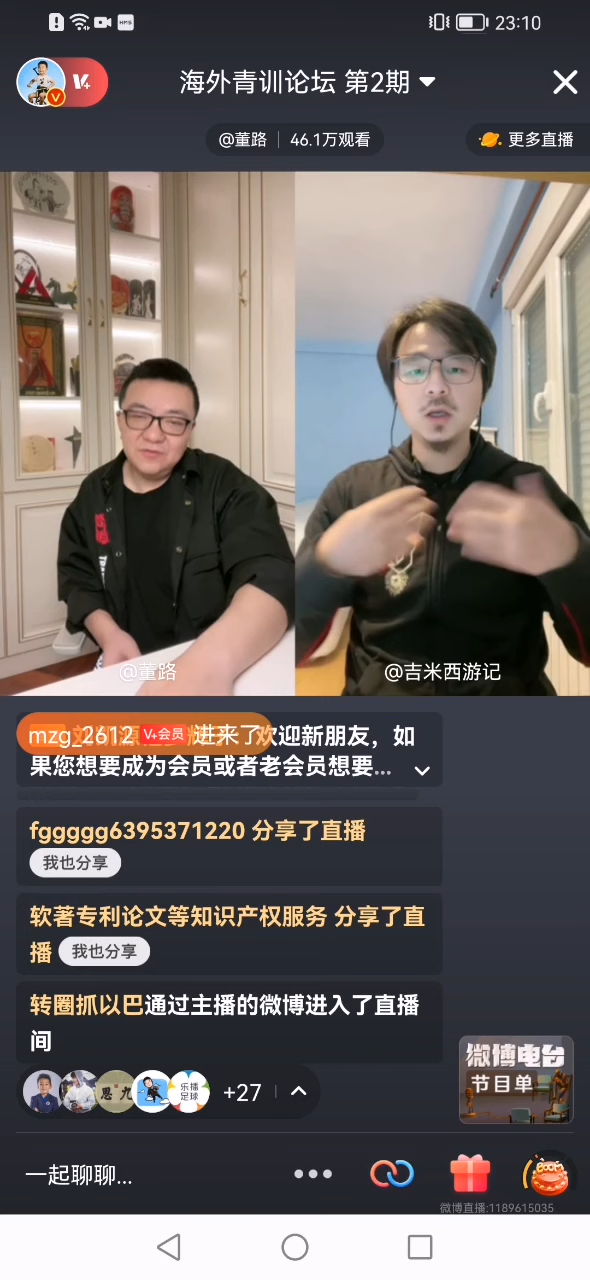 23:10
V4
海外青训论坛 第2期
@董路 46.1万观看
更多直播
@董路
@吉米西游记
mzg_2612 V+会员 进来了
欢迎新朋友，如
果您想要成为会员或者老会员想要...
fggggg6395371220 分享了直播
我也分享
软著专利论文等知识产权服务 分享了直
播 我也分享
转圈抓以巴通过主播的微博进入了直播
间
乐播
足球
+27
微博电台
节目单
一起聊聊...
微博直播:1189615035